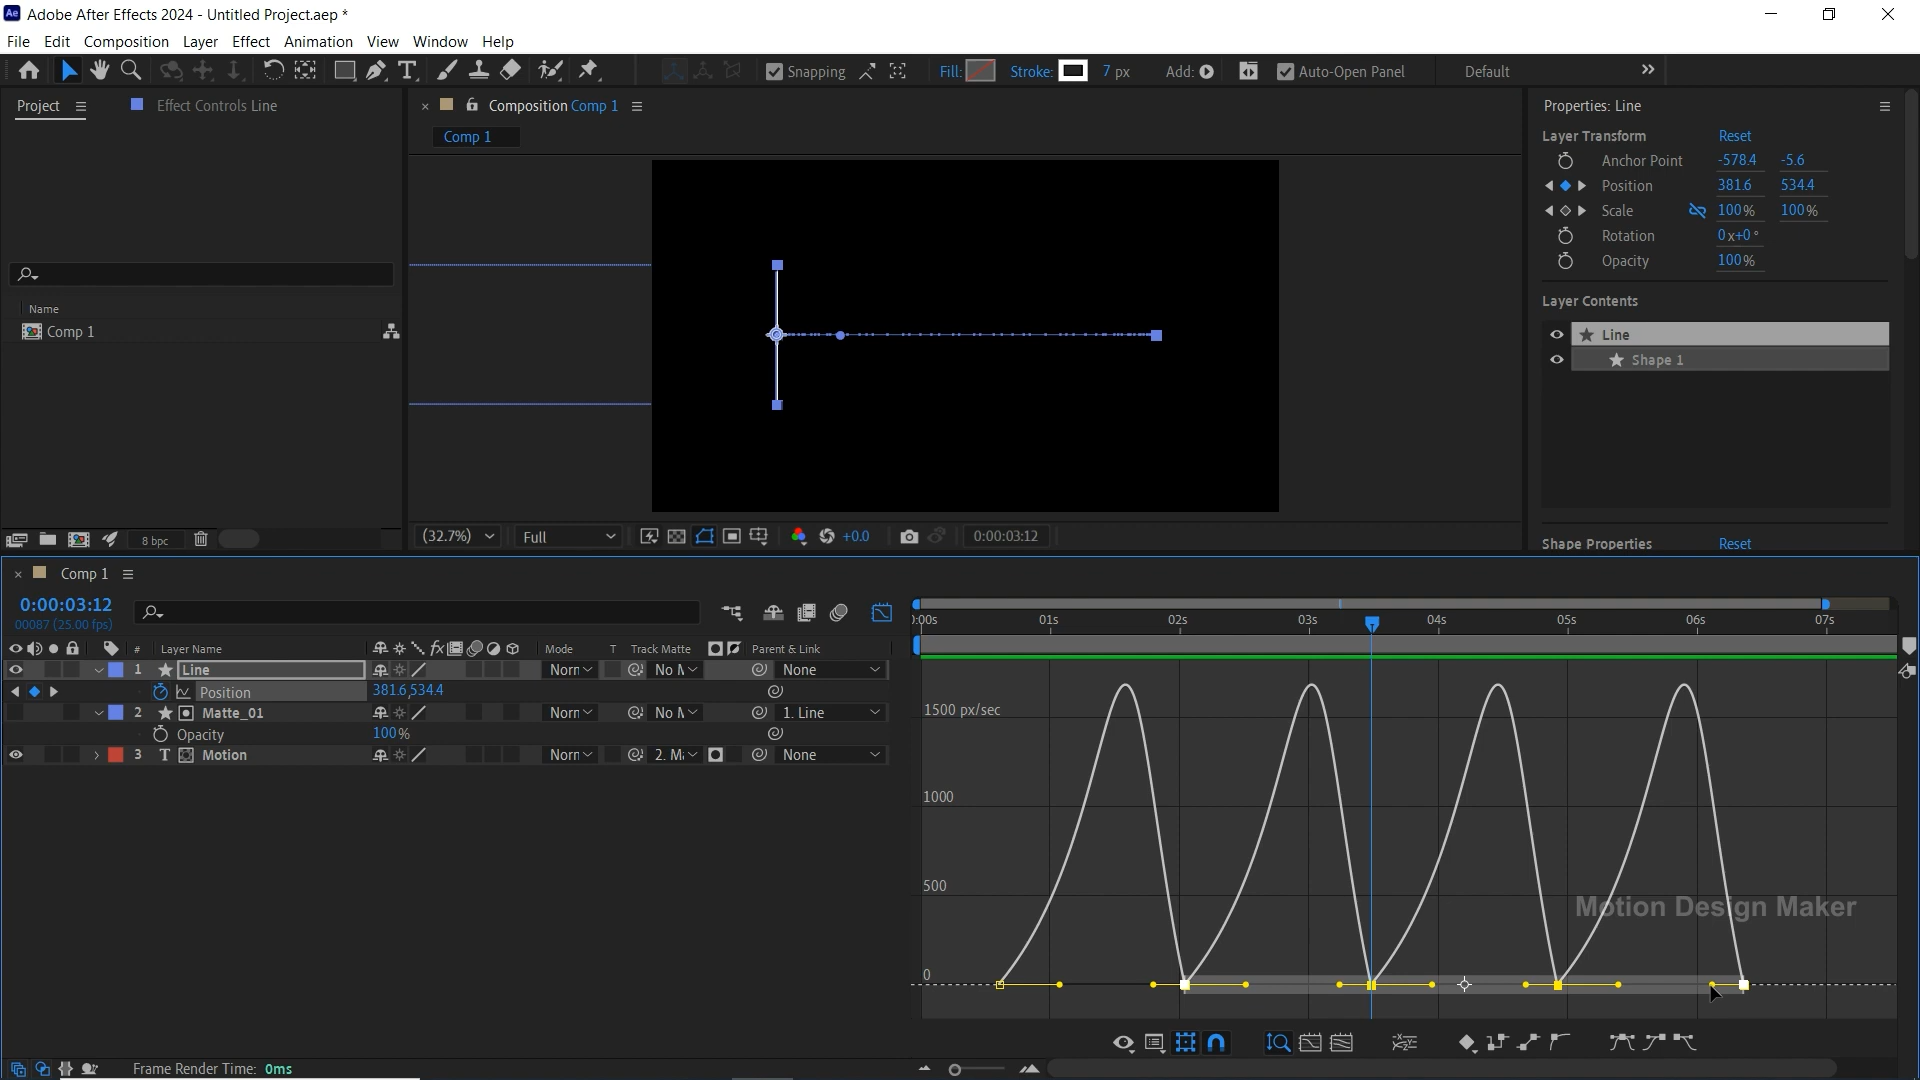 Adobe After Effects 2024 - Untitled Project.aep *
File Edit Composition Layer Effect Animation View Window Help
Snapping Fill: Stroke: 7 px Add: Auto-Open Panel Default
Project Effect Controls Line
Composition Comp 1
Comp 1
Name
Comp 1
8 bpc
(32.7%) Full +0.0 0:00:03:12
Properties: Line
Layer Transform Reset
Anchor Point -578.4 -5.6
Position 381.6 534.4
Scale 100% 100%
Rotation 0x+0°
Opacity 100%
Layer Contents
Line
Shape 1
Shape Properties Reset
Comp 1
0:00:03:12
00087 (25.00 fps)
# Layer Name Mode T Track Matte Parent & Link
1 Line Norn No M None
Position 381.6,534.4
2 Matte_01 Norn No M 1. Line
Opacity 100%
3 T Motion Norn 2. M None
):00s 01s 02s 03s 04s 05s 06s 07s
1500 px/sec
1000
500
0
Motion Design Maker
Frame Render Time: 0ms